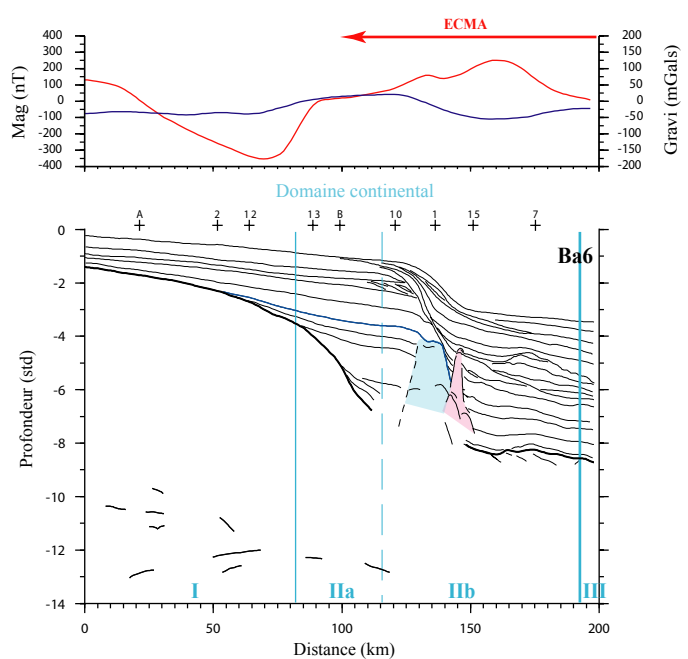 ECMA
400
300
200
100
0
-100
-200
-300
-400
Mag (nT)
200
150
100
50
0
-50
-100
-150
-200
Gravi (mGals)
Domaine continental
A 2 12 13 B 10 1 15 7
Ba6
0
-2
-4
-6
-8
-10
-12
-14
Profondeur (std)
I IIa IIb III
0 50 100 150 200
Distance (km)